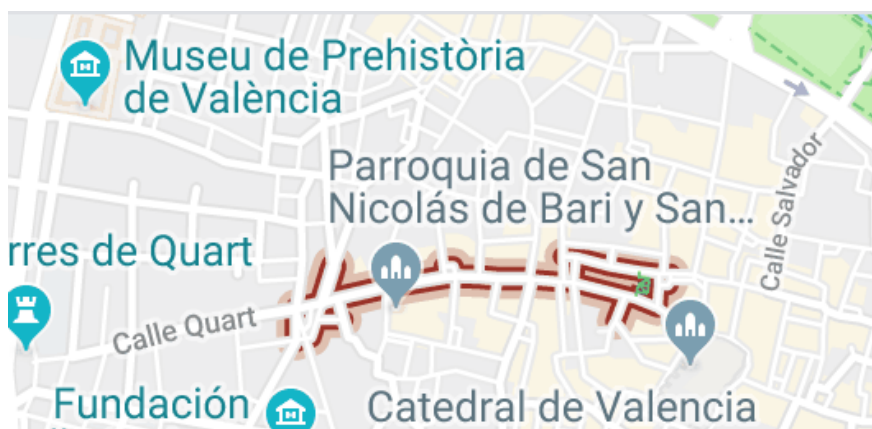 Museu de Prehistòria
de València
Parroquia de San
Nicolás de Bari y San...
Calle Salvador
rres de Quart
Calle Quart
Fundación
Catedral de Valencia